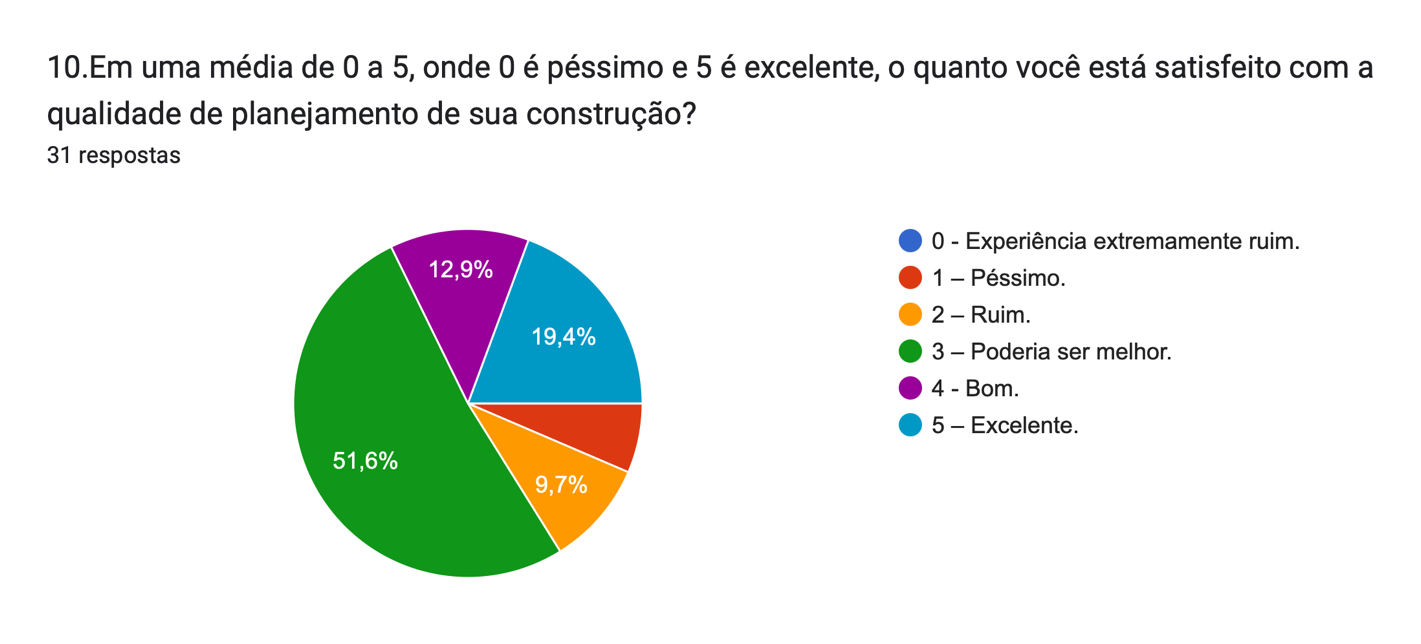 10.Em uma média de 0 a 5, onde 0 é péssimo e 5 é excelente, o quanto você está satisfeito com a
qualidade de planejamento de sua construção?
31 respostas
12,9%
19,4%
51,6%
9,7%
0 - Experiência extremamente ruim.
1 – Péssimo.
2 – Ruim.
3 – Poderia ser melhor.
4 - Bom.
5 – Excelente.